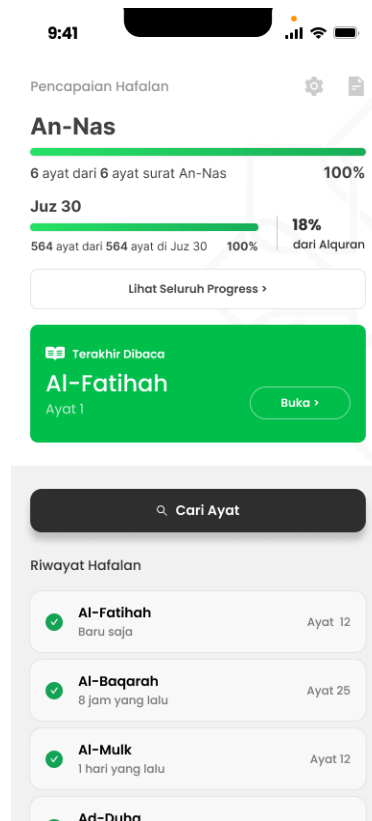 9:41
Pencapaian Hafalan
An-Nas
6 ayat dari 6 ayat surat An-Nas 100%
Juz 30
18%
564 ayat dari 564 ayat di Juz 30 100% dari Alquran
Lihat Seluruh Progress >
Terakhir Dibaca
Al-Fatihah
Ayat 1
Buka >
Cari Ayat
Riwayat Hafalan
Al-Fatihah
Baru saja
Ayat 12
Al-Baqarah
8 jam yang lalu
Ayat 25
Al-Mulk
1 hari yang lalu
Ayat 12
Ad-Duha